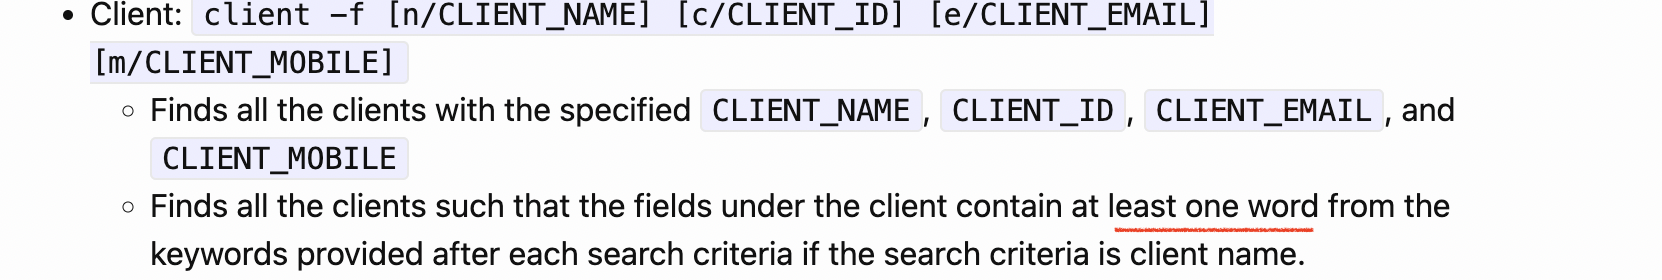 • Client: client -f [n/CLIENT_NAME] [c/CLIENT_ID] [e/CLIENT_EMAIL]
[m/CLIENT_MOBILE]
◦ Finds all the clients with the specified CLIENT_NAME, CLIENT_ID, CLIENT_EMAIL, and
CLIENT_MOBILE
◦ Finds all the clients such that the fields under the client contain at least one word from the
keywords provided after each search criteria if the search criteria is client name.